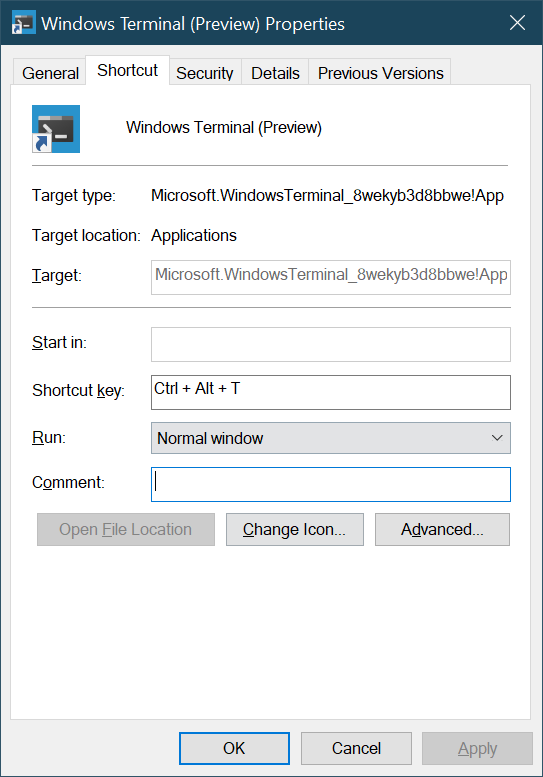 Windows Terminal (Preview) Properties
General Shortcut Security Details Previous Versions
Windows Terminal (Preview)
Target type: Microsoft.WindowsTerminal_8wekyb3d8bbwe!App
Target location: Applications
Target: Microsoft.WindowsTerminal_8wekyb3d8bbwe!App
Start in:
Shortcut key: Ctrl + Alt + T
Run: Normal window
Comment:
Open File Location Change Icon... Advanced...
OK Cancel Apply